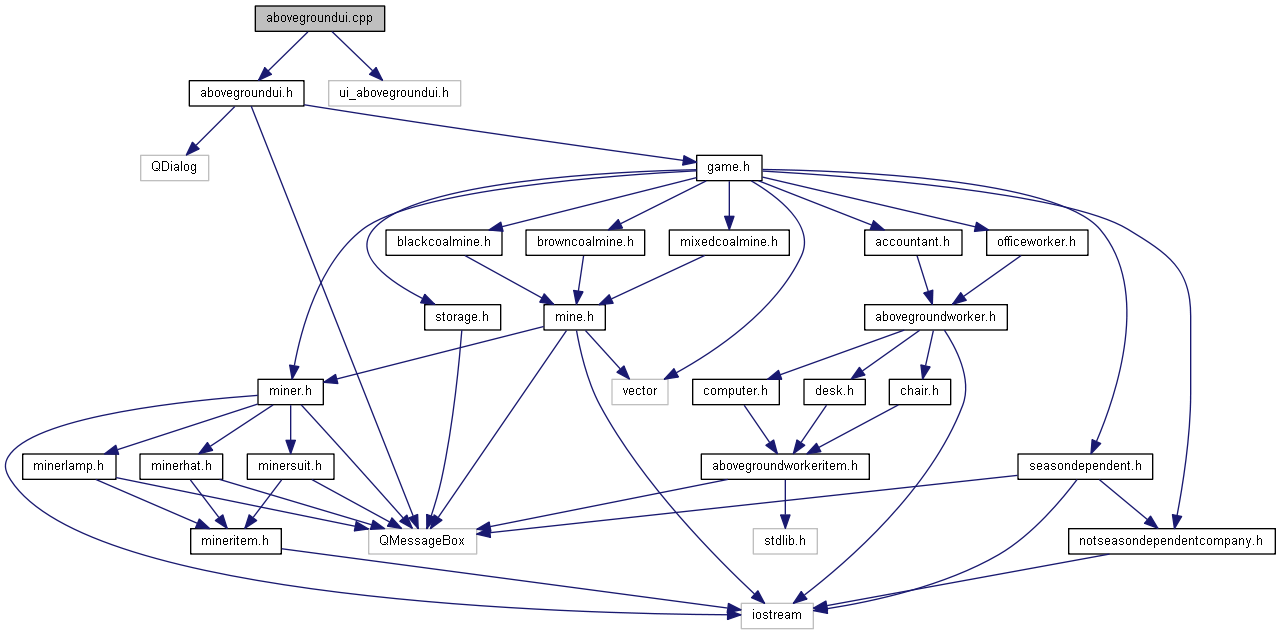 abovegroundui.cpp
abovegroundui.h
ui_abovegroundui.h
QDialog
game.h
blackcoalmine.h
browncoalmine.h
mixedcoalmine.h
accountant.h
officeworker.h
storage.h
mine.h
abovegroundworker.h
miner.h
vector
computer.h
desk.h
chair.h
minerlamp.h
minerhat.h
minersuit.h
abovegroundworkeritem.h
seasondependent.h
mineritem.h
QMessageBox
stdlib.h
notseasondependentcompany.h
iostream